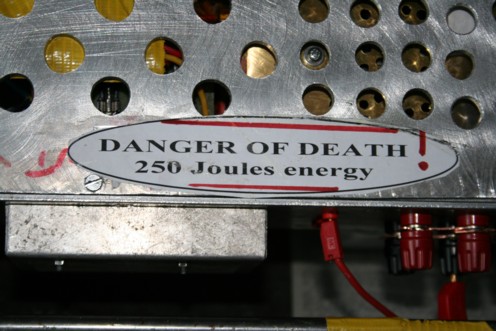 DANGER OF DEATH !
250 Joules energy